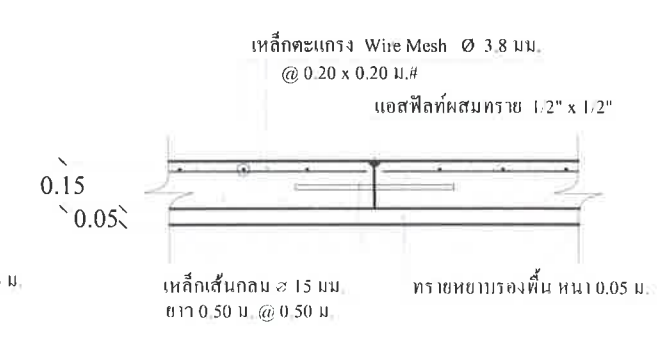 เหล็กตะแกรง Wire Mesh Ø 3.8 มม.
@ 0.20 x 0.20 ม.#
แอสฟัลท์ผสมทราย 1/2" x 1/2"
0.15
0.05
ม.
เหล็กเส้นกลม ⌀ 15 มม.
ยาว 0.50 ม. @ 0.50 ม.
ทรายหยาบรองพื้น หนา 0.05 ม.